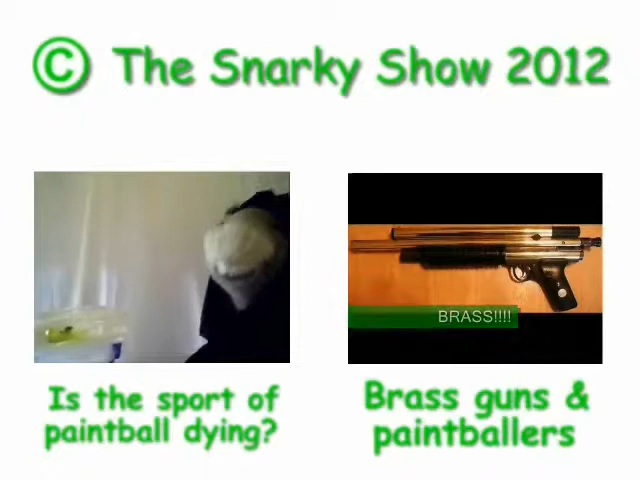 © The Snarky Show 2012
BRASS!!!!
Is the sport of
paintball dying?
Brass guns &
paintballers